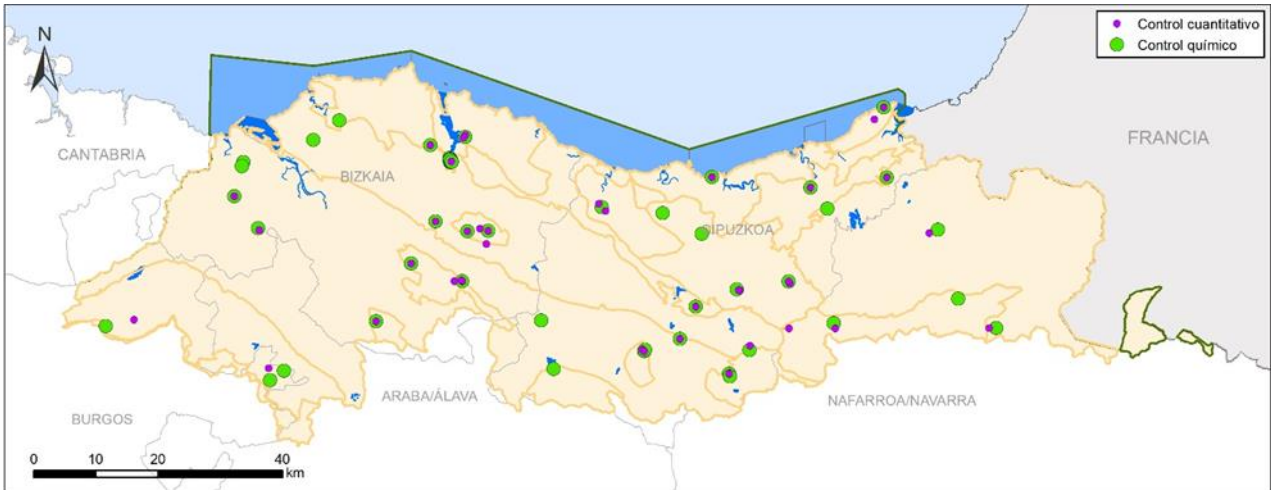 N
Control cuantitativo
Control químico
FRANCIA
CANTABRIA
BIZKAIA
GIPUZKOA
ARABA/ÁLAVA
NAFARROA/NAVARRA
BURGOS
0 10 20 40
km